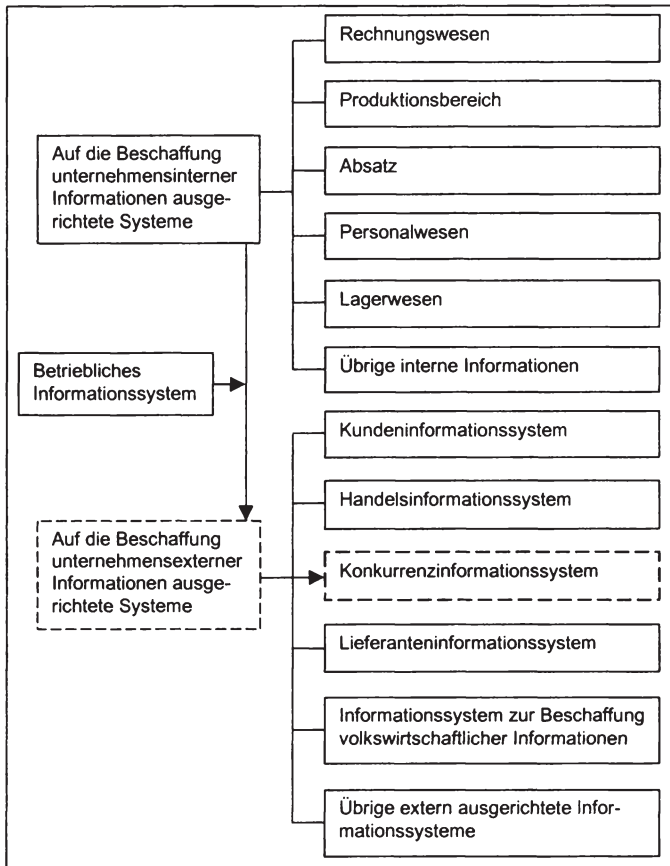 Rechnungswesen
Produktionsbereich
Auf die Beschaffung
unternehmensinterner
Informationen ausge-
richtete Systeme
Absatz
Personalwesen
Lagerwesen
Betriebliches
Informationssystem
Übrige interne Informationen
Kundeninformationssystem
Handelsinformationssystem
Auf die Beschaffung
unternehmensexterner
Informationen ausge-
richtete Systeme
Konkurrenzinformationssystem
Lieferanteninformationssystem
Informationssystem zur Beschaffung
volkswirtschaftlicher Informationen
Übrige extern ausgerichtete Infor-
mationssysteme